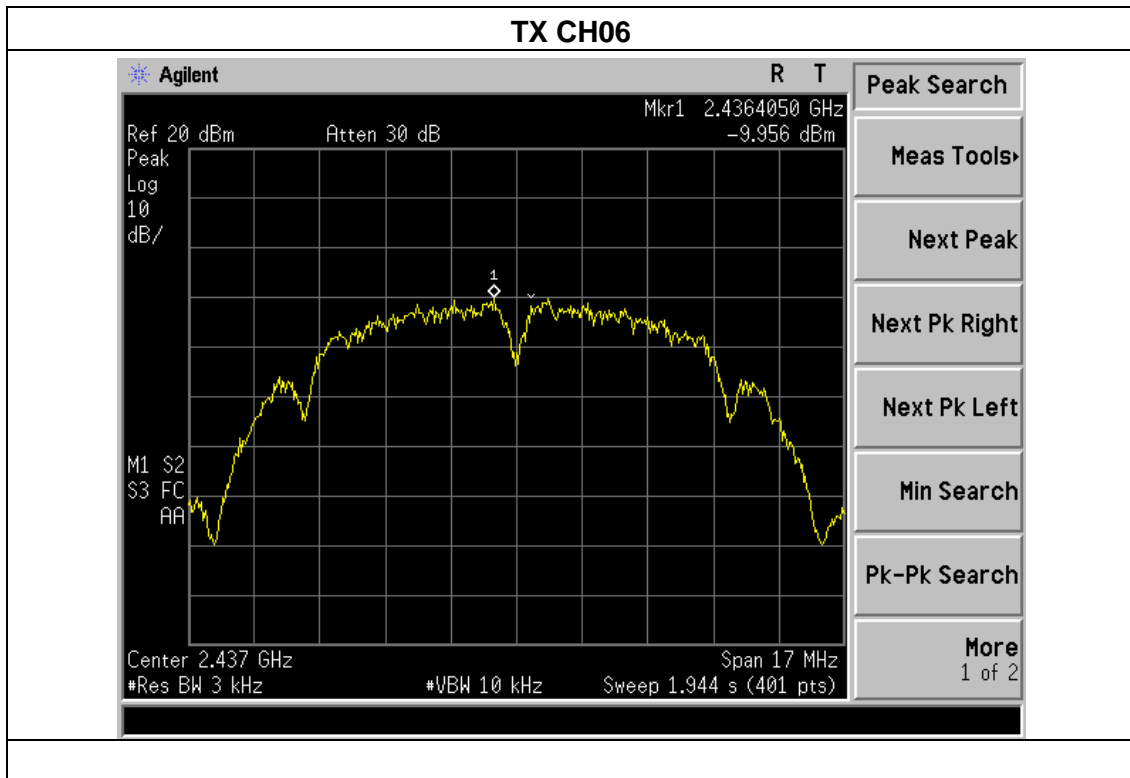 TX CH06
Agilent R T
Mkr1 2.4364050 GHz
Ref 20 dBm Atten 30 dB -9.956 dBm
Peak
Log
10
dB/
1
M1 S2
S3 FC
AA
Center 2.437 GHz Span 17 MHz
#Res BW 3 kHz #VBW 10 kHz Sweep 1.944 s (401 pts)
Peak Search
Meas Tools
Next Peak
Next Pk Right
Next Pk Left
Min Search
Pk-Pk Search
More
1 of 2